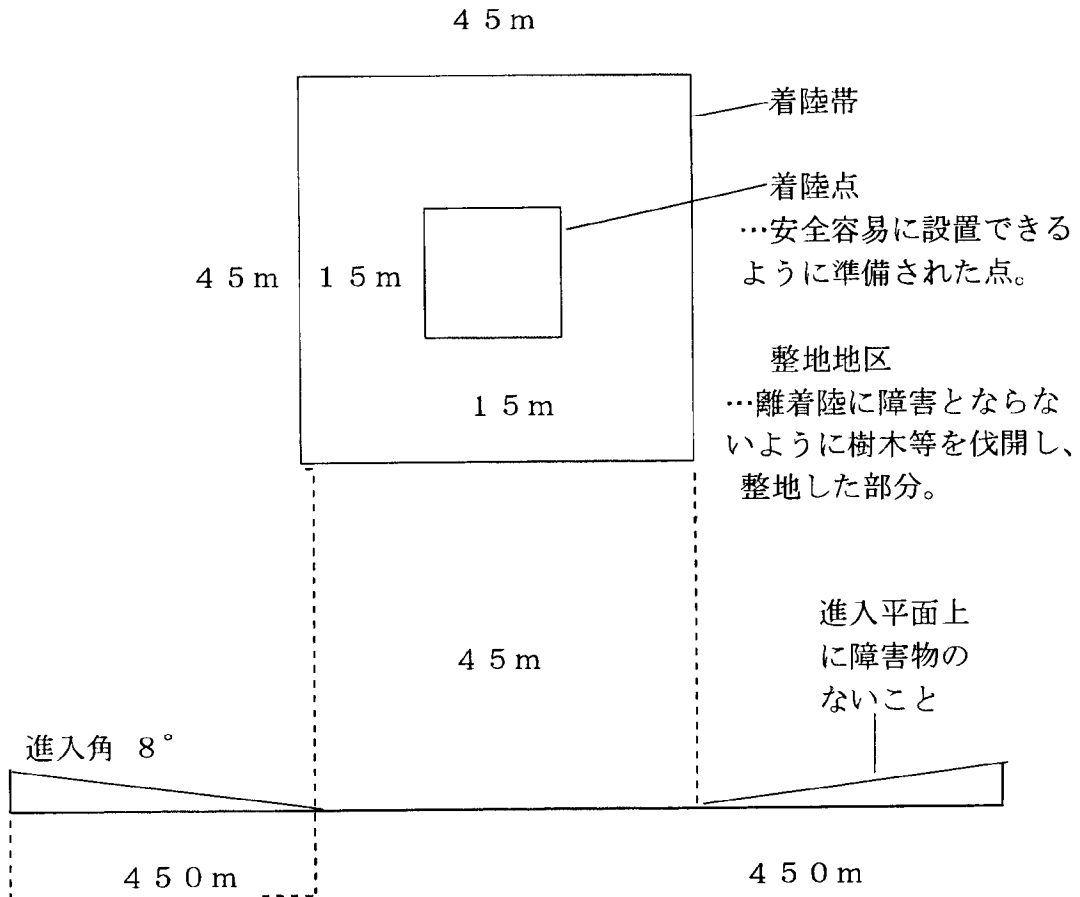 ４５ｍ
着陸帯
着陸点
…安全容易に設置できる
ように準備された点。
４５ｍ
１５ｍ
１５ｍ
整地地区
…離着陸に障害とならな
いように樹木等を伐開し、
整地した部分。
４５ｍ
進入平面上
に障害物の
ないこと
進入角 ８°
４５０ｍ
４５０ｍ